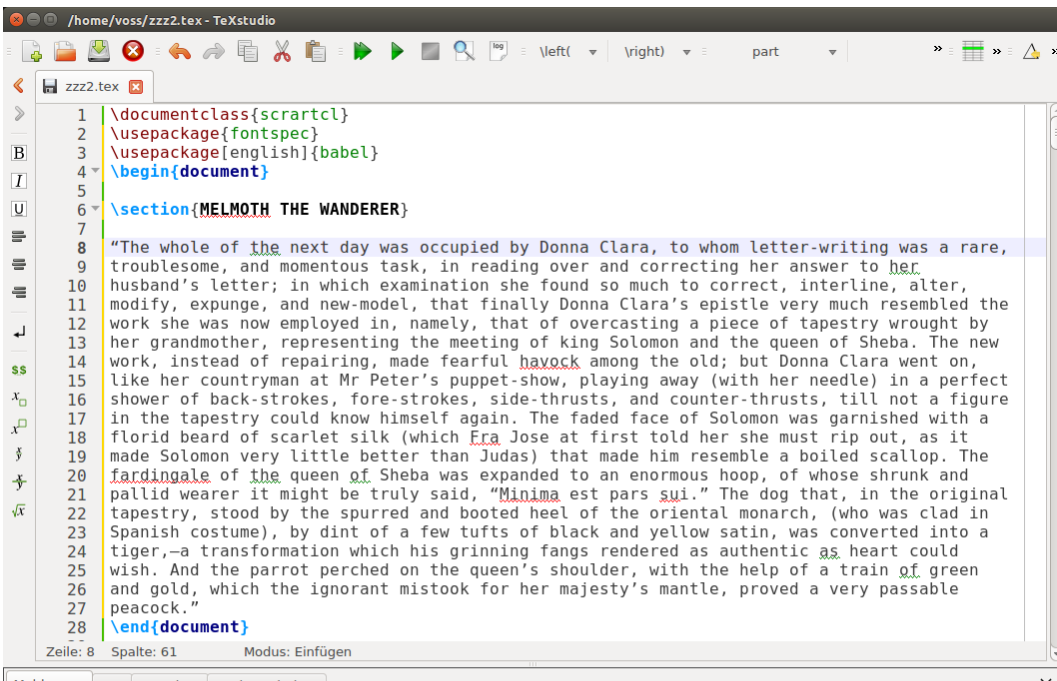 /home/voss/zzz2.tex - TeXstudio
log \left( \right) part
zzz2.tex
1 \documentclass{scrartcl}
2 \usepackage{fontspec}
3 \usepackage[english]{babel}
4 \begin{document}
5
6 \section{MELMOTH THE WANDERER}
7
8 “The whole of the next day was occupied by Donna Clara, to whom letter-writing was a rare,
9 troublesome, and momentous task, in reading over and correcting her answer to her
10 husband’s letter; in which examination she found so much to correct, interline, alter,
11 modify, expunge, and new-model, that finally Donna Clara’s epistle very much resembled the
12 work she was now employed in, namely, that of overcasting a piece of tapestry wrought by
13 her grandmother, representing the meeting of king Solomon and the queen of Sheba. The new
14 work, instead of repairing, made fearful havock among the old; but Donna Clara went on,
15 like her countryman at Mr Peter’s puppet-show, playing away (with her needle) in a perfect
16 shower of back-strokes, fore-strokes, side-thrusts, and counter-thrusts, till not a figure
17 in the tapestry could know himself again. The faded face of Solomon was garnished with a
18 florid beard of scarlet silk (which Fra Jose at first told her she must rip out, as it
19 made Solomon very little better than Judas) that made him resemble a boiled scallop. The
20 fardingale of the queen of Sheba was expanded to an enormous hoop, of whose shrunk and
21 pallid wearer it might be truly said, “Minima est pars sui.” The dog that, in the original
22 tapestry, stood by the spurred and booted heel of the oriental monarch, (who was clad in
23 Spanish costume), by dint of a few tufts of black and yellow satin, was converted into a
24 tiger,—a transformation which his grinning fangs rendered as authentic as heart could
25 wish. And the parrot perched on the queen’s shoulder, with the help of a train of green
26 and gold, which the ignorant mistook for her majesty’s mantle, proved a very passable
27 peacock.”
28 \end{document}
Zeile: 8 Spalte: 61 Modus: Einfügen